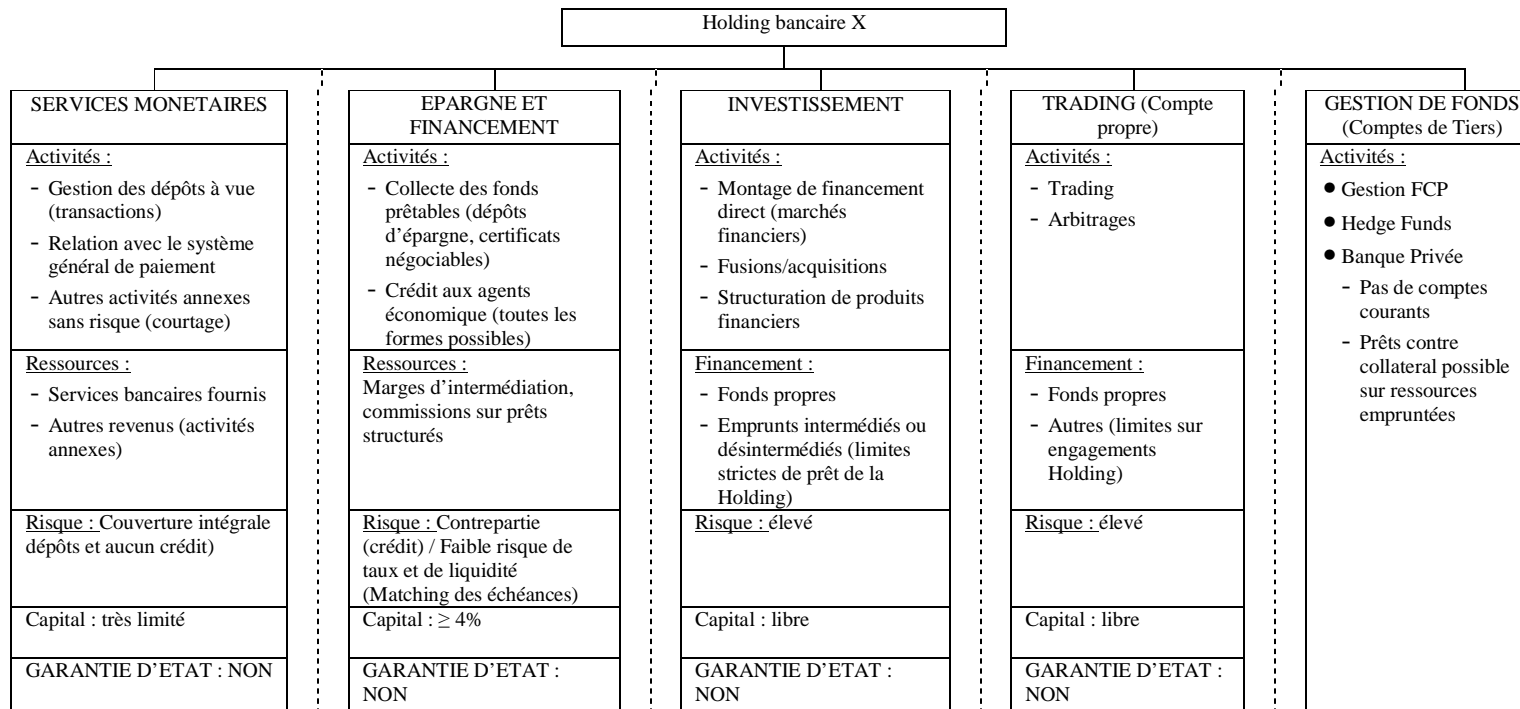 Holding bancaire X
SERVICES MONETAIRES
Activités :
- Gestion des dépôts à vue
(transactions)
- Relation avec le système
général de paiement
- Autres activités annexes
sans risque (courtage)
Ressources :
- Services bancaires fournis
- Autres revenus (activités
annexes)
Risque : Couverture intégrale
dépôts et aucun crédit)
Capital : très limité
GARANTIE D'ETAT : NON
EPARGNE ET
FINANCEMENT
Activités :
- Collecte des fonds
prêtables (dépôts
d'épargne, certificats
négociables)
- Crédit aux agents
économique (toutes les
formes possibles)
Ressources :
Marges d'intermédiation,
commissions sur prêts
structurés
Risque : Contrepartie
(crédit) / Faible risque de
taux et de liquidité
(Matching des échéances)
Capital : ≥ 4%
GARANTIE D'ETAT :
NON
INVESTISSEMENT
Activités :
- Montage de financement
direct (marchés
financiers)
- Fusions/acquisitions
- Structuration de produits
financiers
Financement :
- Fonds propres
- Emprunts intermédiés ou
désintermédiés (limites
strictes de prêt de la
Holding)
Risque : élevé
Capital : libre
GARANTIE D'ETAT :
NON
TRADING (Compte
propre)
Activités :
- Trading
- Arbitrages
Financement :
- Fonds propres
- Autres (limites sur
engagements
Holding)
Risque : élevé
Capital : libre
GARANTIE D'ETAT :
NON
GESTION DE FONDS
(Comptes de Tiers)
Activités :
● Gestion FCP
● Hedge Funds
● Banque Privée
- Pas de comptes
courants
- Prêts contre
collateral possible
sur ressources
empruntées